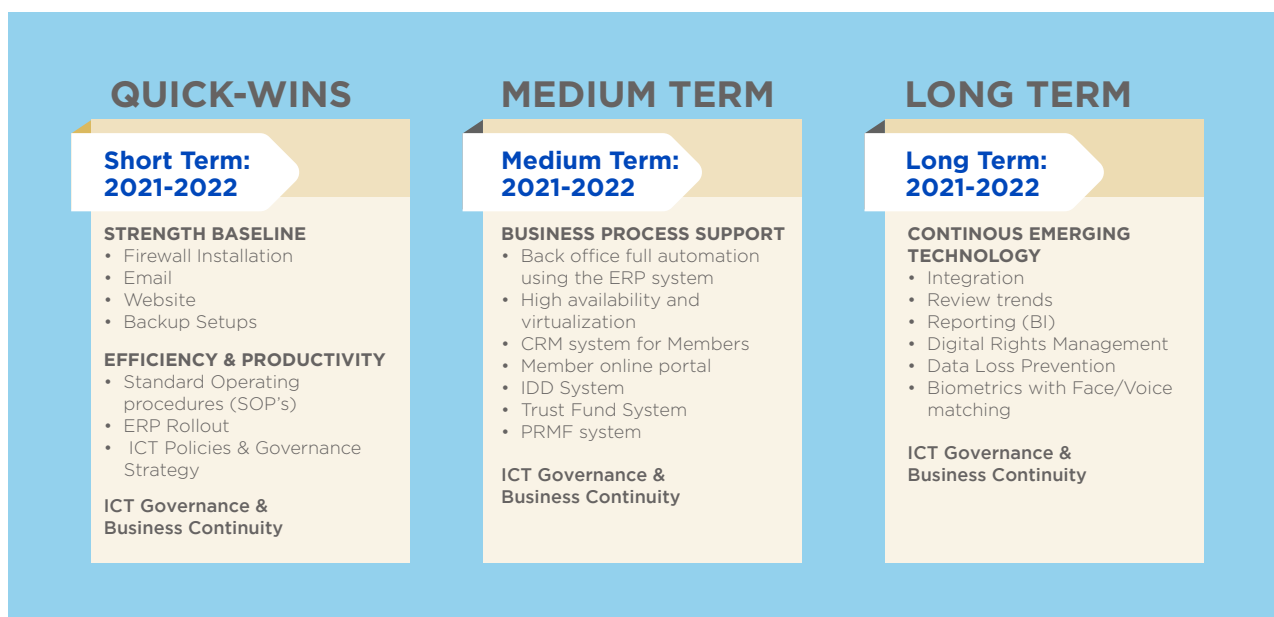 QUICK-WINS
Short Term:
2021-2022
STRENGTH BASELINE
• Firewall Installation
• Email
• Website
• Backup Setups
EFFICIENCY & PRODUCTIVITY
• Standard Operating
procedures (SOP's)
• ERP Rollout
• ICT Policies & Governance
Strategy
ICT Governance &
Business Continuity
MEDIUM TERM
Medium Term:
2021-2022
BUSINESS PROCESS SUPPORT
• Back office full automation
using the ERP system
• High availability and
virtualization
• CRM system for Members
• Member online portal
• IDD System
• Trust Fund System
• PRMF system
ICT Governance &
Business Continuity
LONG TERM
Long Term:
2021-2022
CONTINOUS EMERGING
TECHNOLOGY
• Integration
• Review trends
• Reporting (BI)
• Digital Rights Management
• Data Loss Prevention
• Biometrics with Face/Voice
matching
ICT Governance &
Business Continuity